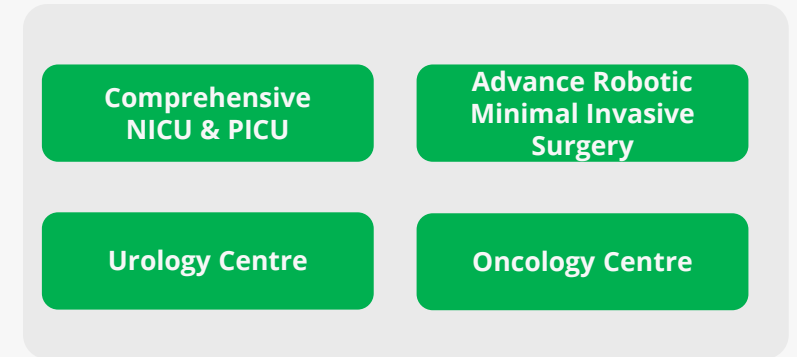 Comprehensive
NICU & PICU
Advance Robotic
Minimal Invasive
Surgery
Urology Centre
Oncology Centre